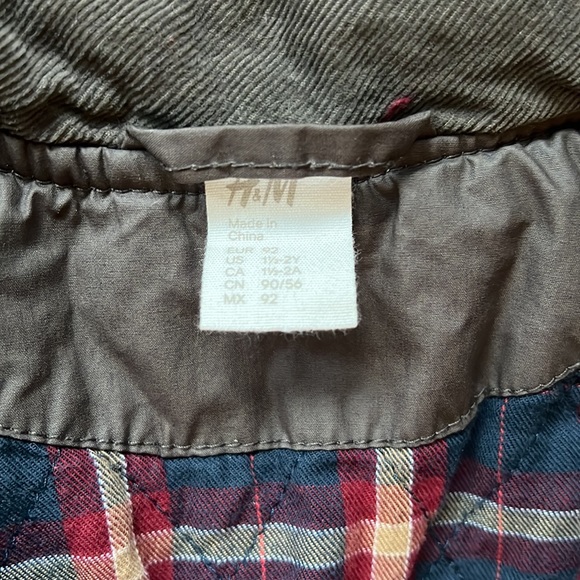 H&M
Made in
China
EUR 92
US 1½-2Y
CA 1½-2A
CN 90/56
MX 92